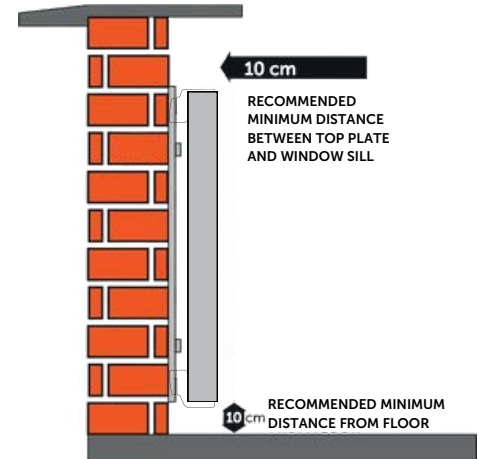 10 cm
RECOMMENDED
MINIMUM DISTANCE
BETWEEN TOP PLATE
AND WINDOW SILL
10 cm
RECOMMENDED MINIMUM
DISTANCE FROM FLOOR